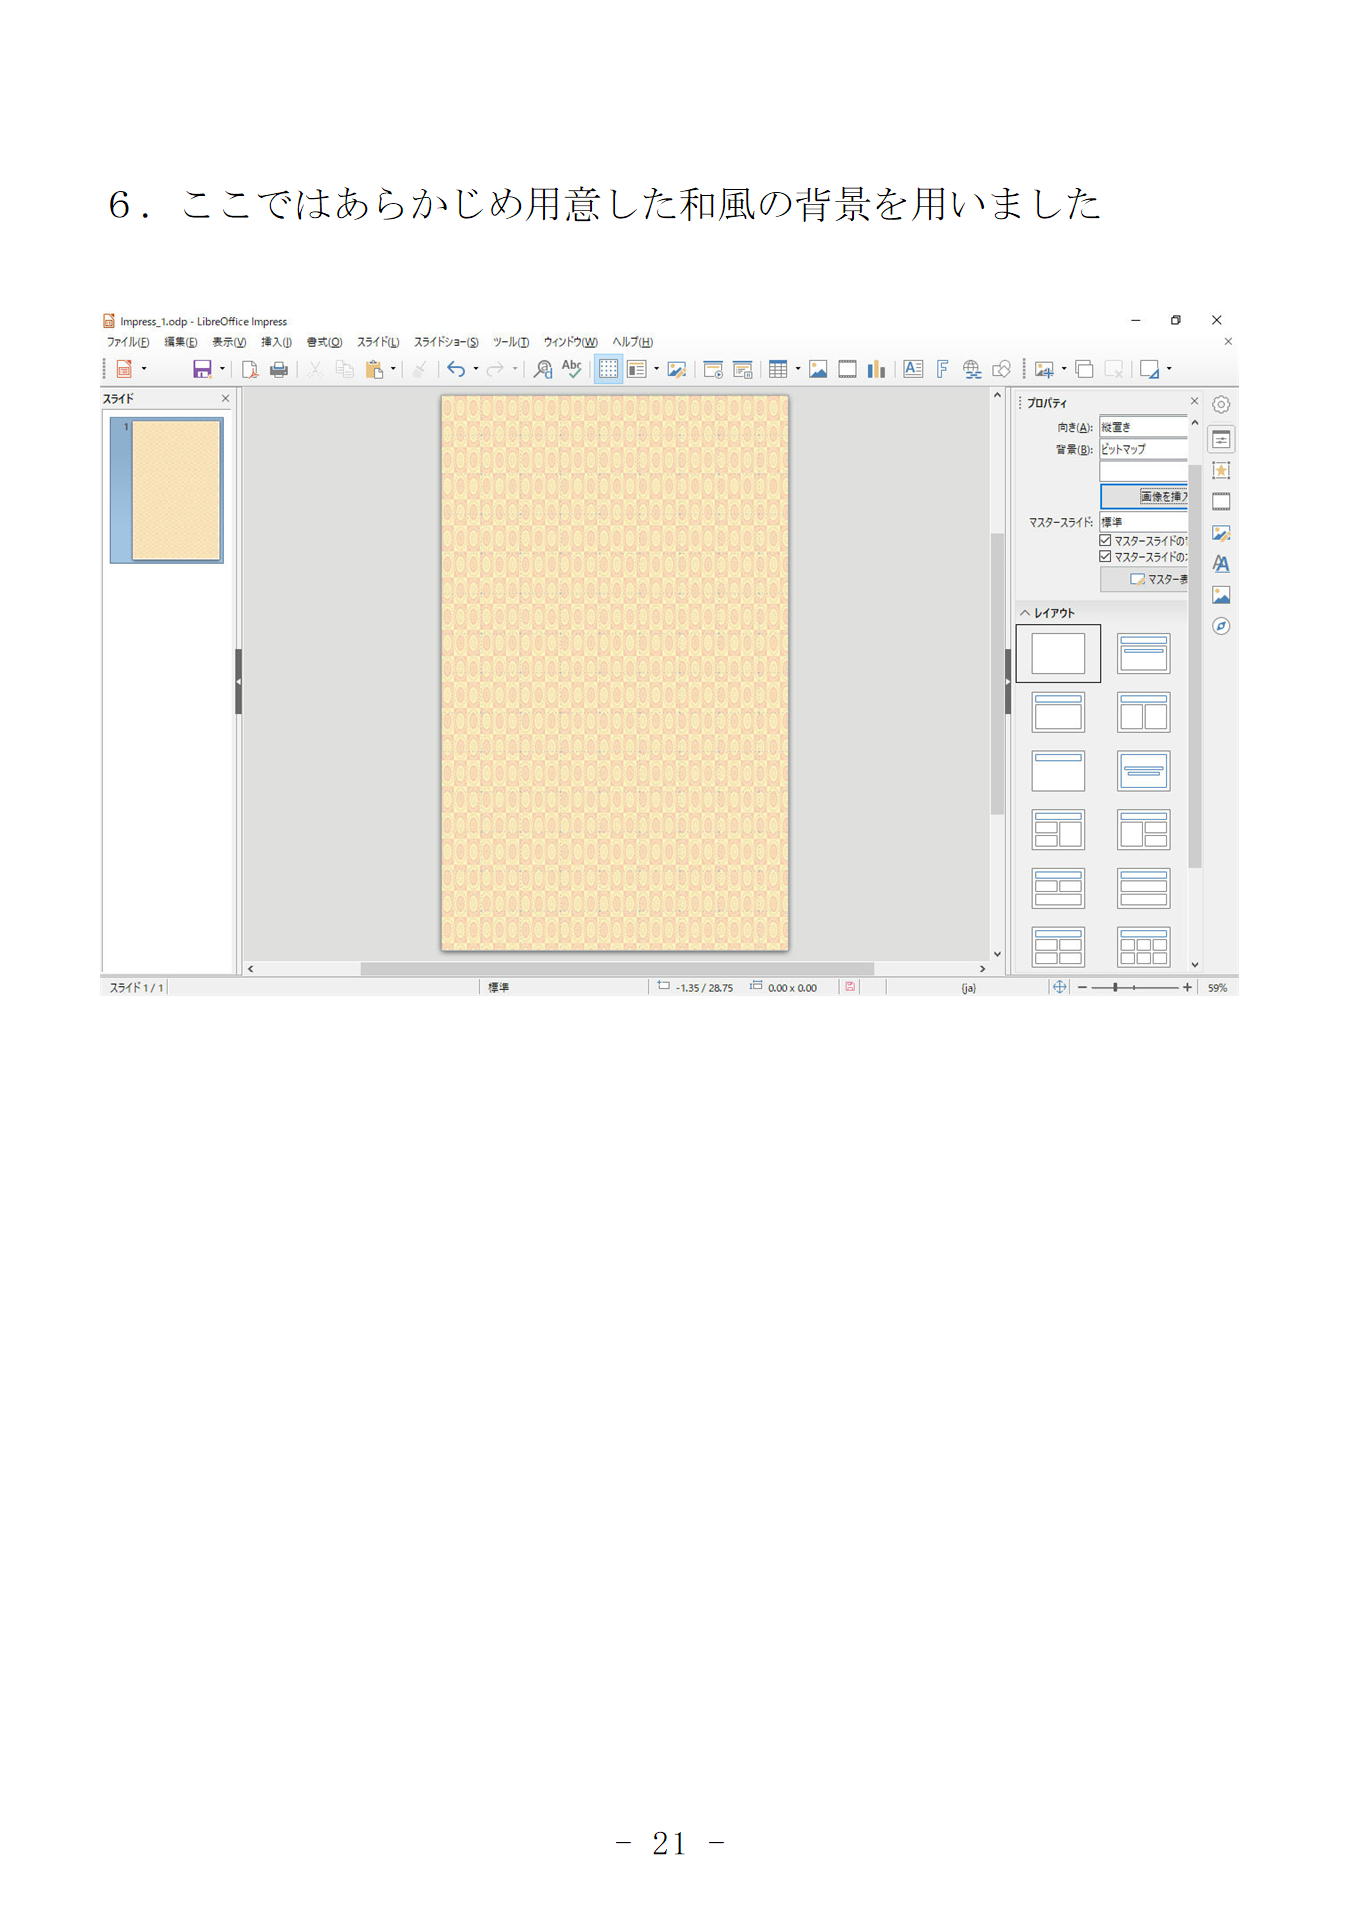 ６．ここではあらかじめ用意した和風の背景を用いました
Impress_1.odp - LibreOffice Impress
ファイル(F) 編集(E) 表示(V) 挿入(I) 書式(O) スライド(L) スライドショー(S) ツール(T) ウィンドウ(W) ヘルプ(H)
Abc
スライド
1
プロパティ
向き(A): 縦置き
背景(B): ビットマップ
画像を挿入
マスタースライド: 標準
マスタースライドの
マスタースライドの
マスター表
レイアウト
スライド 1 / 1 標準 -1.35 / 28.75 0.00 x 0.00 (ja) 59%
- 21 -